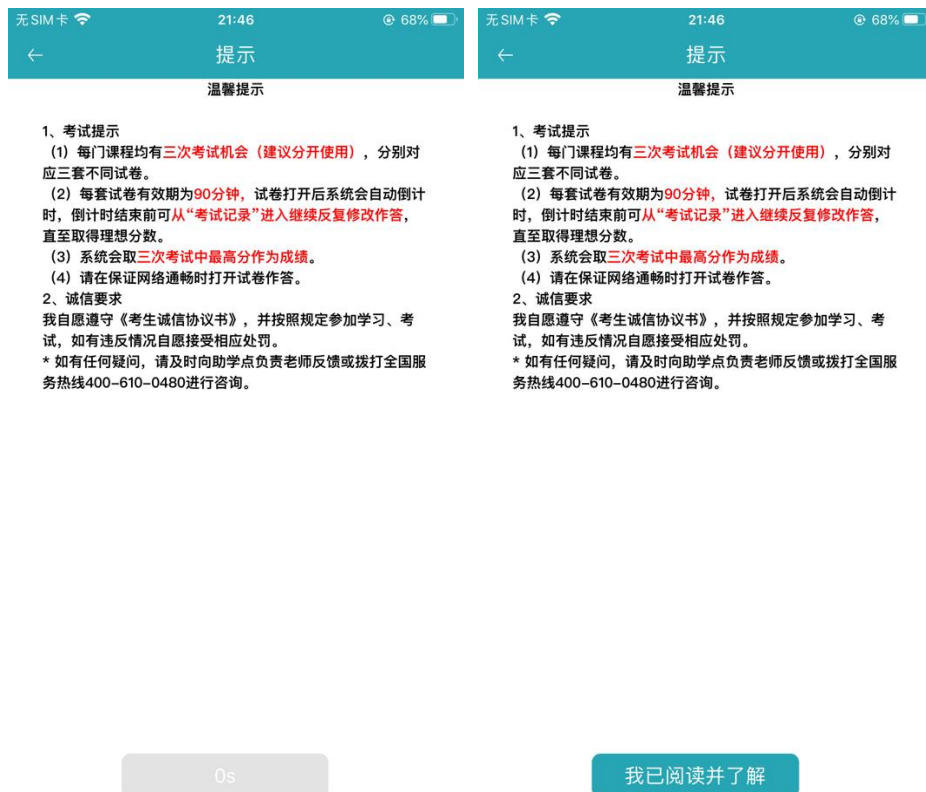 无SIM卡 21:46 68%
提示
温馨提示
1、考试提示
（1）每门课程均有三次考试机会（建议分开使用），分别对
应三套不同试卷。
（2）每套试卷有效期为90分钟，试卷打开后系统会自动倒计
时，倒计时结束前可从“考试记录”进入继续反复修改作答，
直至取得理想分数。
（3）系统会取三次考试中最高分作为成绩。
（4）请在保证网络通畅时打开试卷作答。
2、诚信要求
我自愿遵守《考生诚信协议书》，并按照规定参加学习、考
试，如有违反情况自愿接受相应处罚。
* 如有任何疑问，请及时向助学点负责老师反馈或拨打全国服
务热线400-610-0480进行咨询。
0s
无SIM卡 21:46 68%
提示
温馨提示
1、考试提示
（1）每门课程均有三次考试机会（建议分开使用），分别对
应三套不同试卷。
（2）每套试卷有效期为90分钟，试卷打开后系统会自动倒计
时，倒计时结束前可从“考试记录”进入继续反复修改作答，
直至取得理想分数。
（3）系统会取三次考试中最高分作为成绩。
（4）请在保证网络通畅时打开试卷作答。
2、诚信要求
我自愿遵守《考生诚信协议书》，并按照规定参加学习、考
试，如有违反情况自愿接受相应处罚。
* 如有任何疑问，请及时向助学点负责老师反馈或拨打全国服
务热线400-610-0480进行咨询。
我已阅读并了解